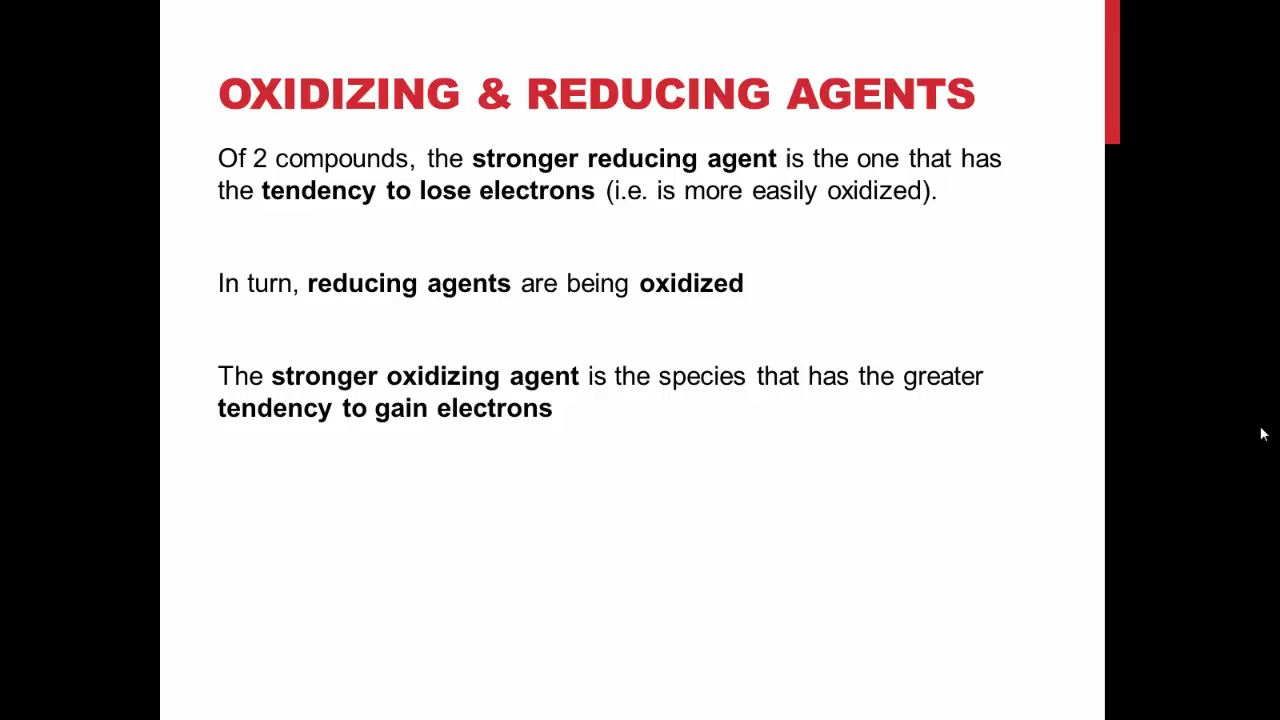 OXIDIZING & REDUCING AGENTS
Of 2 compounds, the stronger reducing agent is the one that has
the tendency to lose electrons (i.e. is more easily oxidized).
In turn, reducing agents are being oxidized
The stronger oxidizing agent is the species that has the greater
tendency to gain electrons